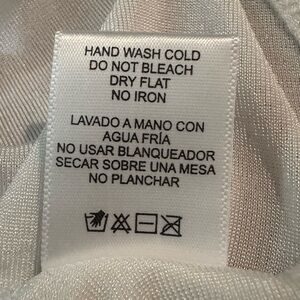 HAND WASH COLD
DO NOT BLEACH
DRY FLAT
NO IRON
LAVADO A MANO CON
AGUA FRÍA
NO USAR BLANQUEADOR
SECAR SOBRE UNA MESA
NO PLANCHAR